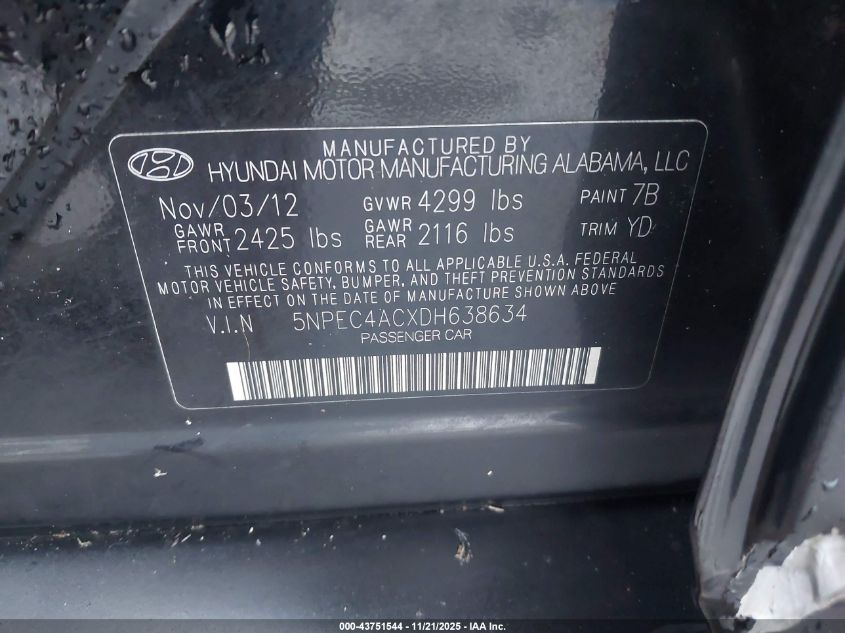 MANUFACTURED BY
HYUNDAI MOTOR MANUFACTURING ALABAMA, LLC
Nov/03/12 GVWR 4299 lbs PAINT 7B
GAWR FRONT 2425 lbs GAWR REAR 2116 lbs TRIM YD
THIS VEHICLE CONFORMS TO ALL APPLICABLE U.S.A. FEDERAL
MOTOR VEHICLE SAFETY, BUMPER, AND THEFT PREVENTION STANDARDS
IN EFFECT ON THE DATE OF MANUFACTURE SHOWN ABOVE
V.I.N 5NPEC4ACXDH638634
PASSENGER CAR
000-43751544 - 11/21/2025 - IAA Inc.